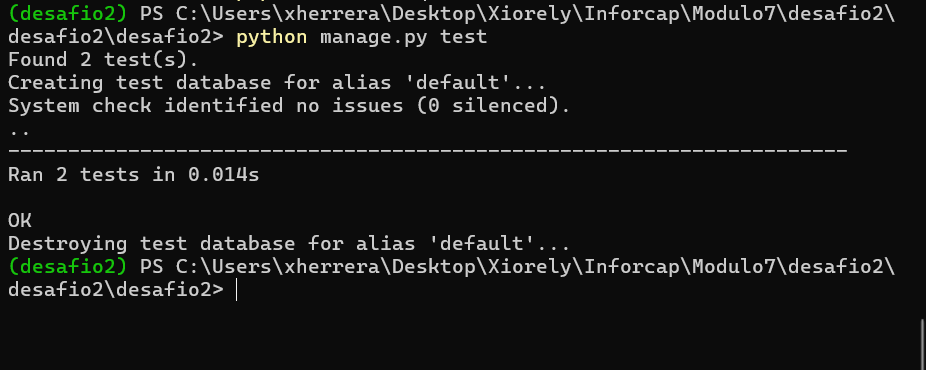 (desafio2) PS C:\Users\xherrera\Desktop\Xiorely\Inforcap\Modulo7\desafio2\
desafio2\desafio2> python manage.py test
Found 2 test(s).
Creating test database for alias 'default'...
System check identified no issues (0 silenced).
..
----------------------------------------------------------------------
Ran 2 tests in 0.014s
OK
Destroying test database for alias 'default'...
(desafio2) PS C:\Users\xherrera\Desktop\Xiorely\Inforcap\Modulo7\desafio2\
desafio2\desafio2>